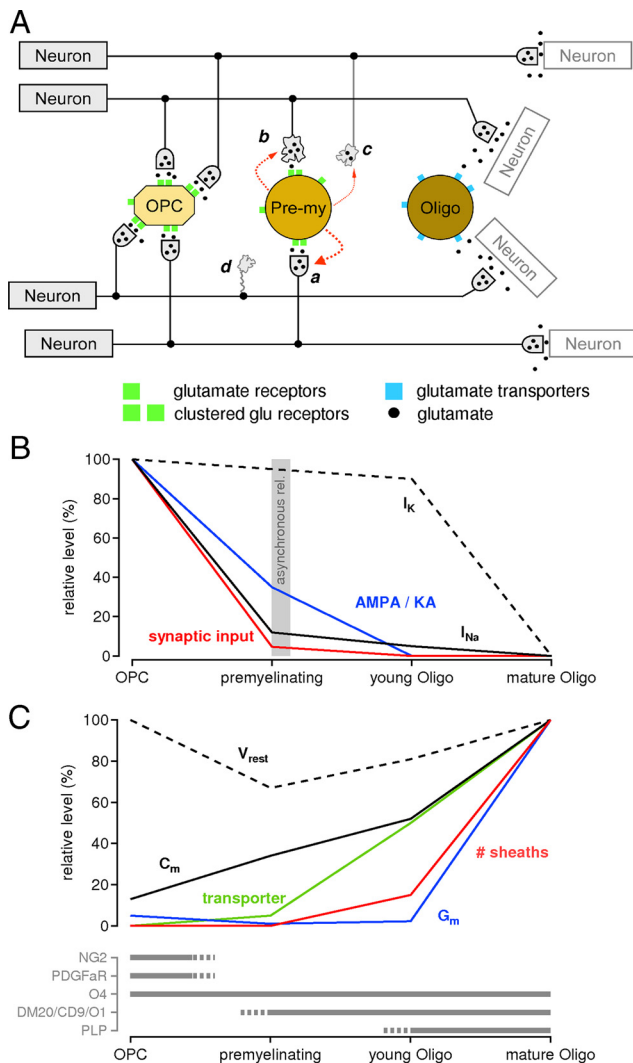 A
Neuron
Neuron
Neuron
Neuron
b
c
OPC
Pre-my
Oligo
Neuron
d
a
Neuron
Neuron
Neuron
glutamate receptors
clustered glu receptors
glutamate transporters
glutamate
B
relative level (%)
100
80
60
40
20
0
asynchronous rel.
I_K
AMPA / KA
synaptic input
I_Na
OPC
premyelinating
young Oligo
mature Oligo
C
relative level (%)
100
80
60
40
20
0
V_rest
C_m
transporter
# sheaths
G_m
NG2
PDGFaR
O4
DM20/CD9/O1
PLP
OPC
premyelinating
young Oligo
mature Oligo